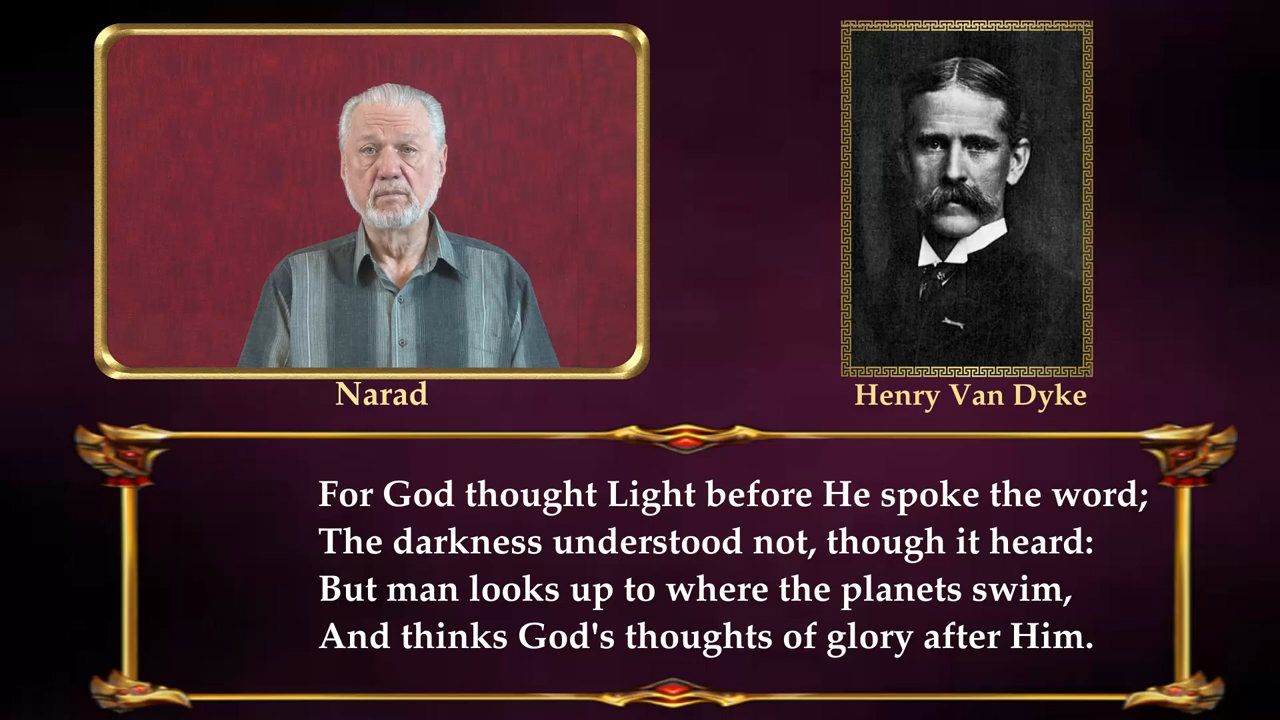 Narad
Henry Van Dyke
For God thought Light before He spoke the word;
The darkness understood not, though it heard:
But man looks up to where the planets swim,
And thinks God's thoughts of glory after Him.